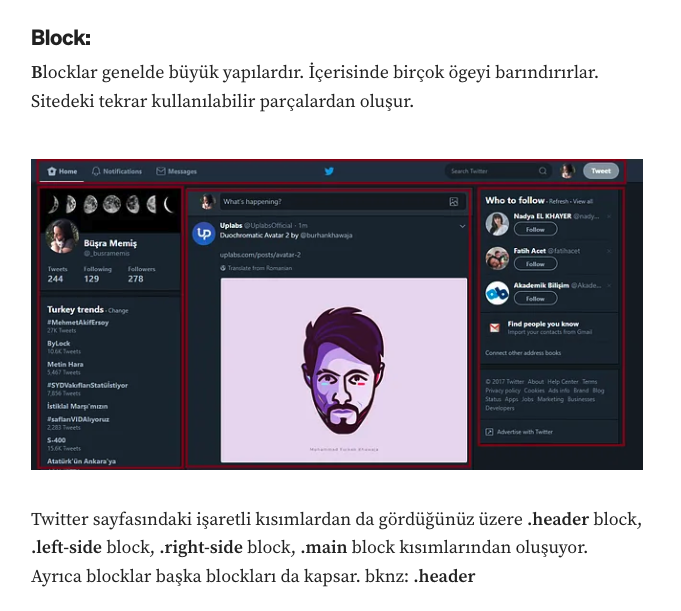 Block:
Blocklar genelde büyük yapılardır. İçerisinde birçok ögeyi barındırırlar.
Sitedeki tekrar kullanılabilir parçalardan oluşur.
Home
Notifications
Messages
Search Twitter
Tweet
Büşra Memiş
@_busramemis
Tweets Following Followers
244 129 278
Turkey trends · Change
#MehmetAkifErsoy
27K Tweets
ByLock
10.6K Tweets
Metin Hara
5,467 Tweets
#SYDVakıflarıStatüİstiyor
7,856 Tweets
İstiklal Marşı'mızın
#saflarıVIDAlıyoruz
2,283 Tweets
S-400
15.6K Tweets
Atatürk'ün Ankara'ya
What's happening?
Uplabs @UplabsOfficial · 1m
Duochromatic Avatar 2 by @burhankhawaja
uplabs.com/posts/avatar-2
Translate from Romanian
up
Who to follow · Refresh · View all
Nadya EL KHAYER @nady...
Follow
Fatih Acet @fatihacet
Follow
Akademik Bilişim @Akade...
Follow
Find people you know
Import your contacts from Gmail
Connect other address books
© 2017 Twitter About Help Center Terms
Privacy policy Cookies Ads info Brand Blog
Status Apps Jobs Marketing Businesses
Developers
Advertise with Twitter
Twitter sayfasındaki işaretli kısımlardan da gördüğünüz üzere .header block,
.left-side block, .right-side block, .main block kısımlarından oluşuyor.
Ayrıca blocklar başka blockları da kapsar. bknz: .header